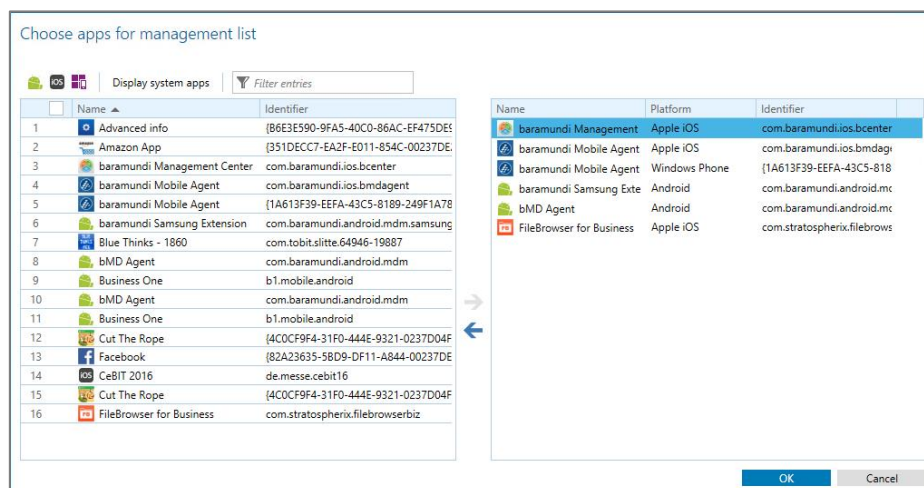 Choose apps for management list
iOS Display system apps Filter entries
Name Identifier
1 Advanced info {B6E3E590-9FA5-40C0-86AC-EF475DE9
2 Amazon App {351DECC7-EA2F-E011-854C-00237DE
3 baramundi Management Center com.baramundi.ios.bcenter
4 baramundi Mobile Agent com.baramundi.ios.bmdagent
5 baramundi Mobile Agent {1A613F39-EEFA-43C5-8189-249F1A78
6 baramundi Samsung Extension com.baramundi.android.mdm.samsung
7 Blue Thinks - 1860 com.tobit.slitte.64946-19887
8 bMD Agent com.baramundi.android.mdm
9 Business One b1.mobile.android
10 bMD Agent com.baramundi.android.mdm
11 Business One b1.mobile.android
12 Cut The Rope {4C0CF9F4-31F0-444E-9321-0237D04F
13 Facebook {82A23635-5BD9-DF11-A844-00237DE
14 iOS CeBIT 2016 de.messe.cebit16
15 Cut The Rope {4C0CF9F4-31F0-444E-9321-0237D04F
16 FB FileBrowser for Business com.stratospherix.filebrowserbiz
Name Platform Identifier
baramundi Management Apple iOS com.baramundi.ios.bcenter
baramundi Mobile Agent Apple iOS com.baramundi.ios.bmdage
baramundi Mobile Agent Windows Phone {1A613F39-EEFA-43C5-818
baramundi Samsung Exte Android com.baramundi.android.mc
bMD Agent Android com.baramundi.android.mc
FB FileBrowser for Business Apple iOS com.stratospherix.filebrows
OK Cancel